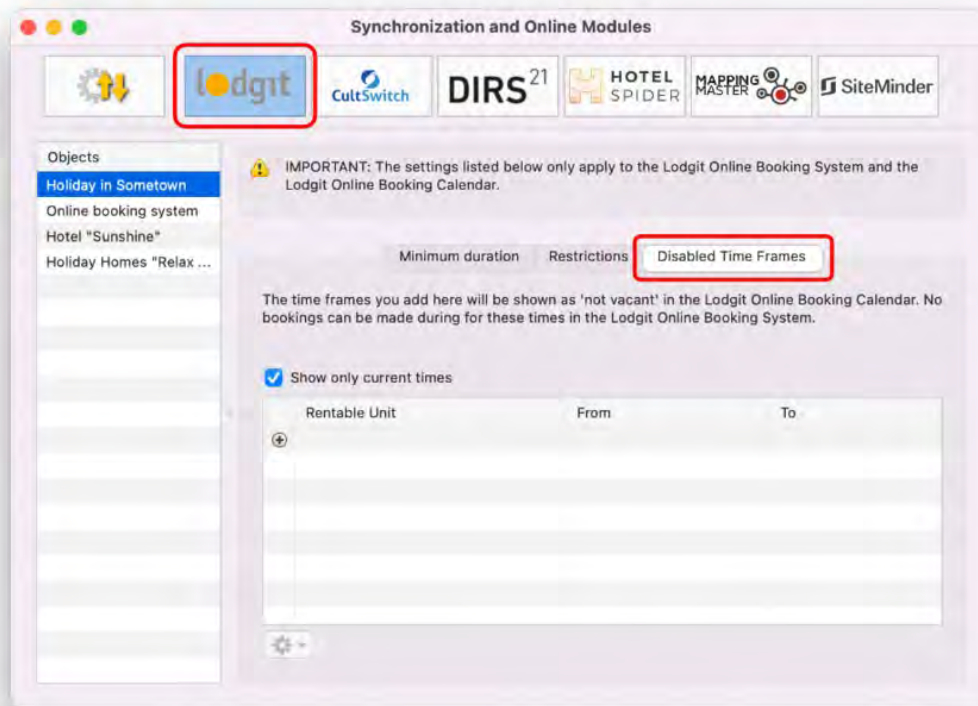 Synchronization and Online Modules
lodgit
CultSwitch
DIRS21
HOTEL
SPIDER
MAPPING
MASTER
SiteMinder
Objects
Holiday in Sometown
Online booking system
Hotel "Sunshine"
Holiday Homes "Relax ...
IMPORTANT: The settings listed below only apply to the Lodgit Online Booking System and the
Lodgit Online Booking Calendar.
Minimum duration
Restrictions
Disabled Time Frames
The time frames you add here will be shown as 'not vacant' in the Lodgit Online Booking Calendar. No
bookings can be made during for these times in the Lodgit Online Booking System.
Show only current times
Rentable Unit From To